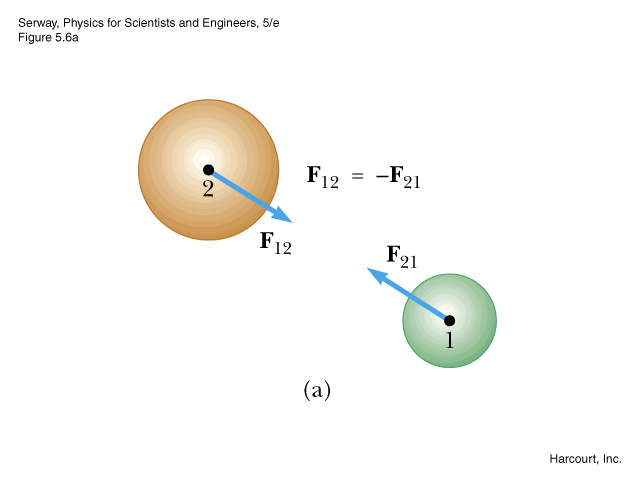 Serway, Physics for Scientists and Engineers, 5/e
Figure 5.6a
2
F12 = –F21
F12
F21
1
(a)
Harcourt, Inc.